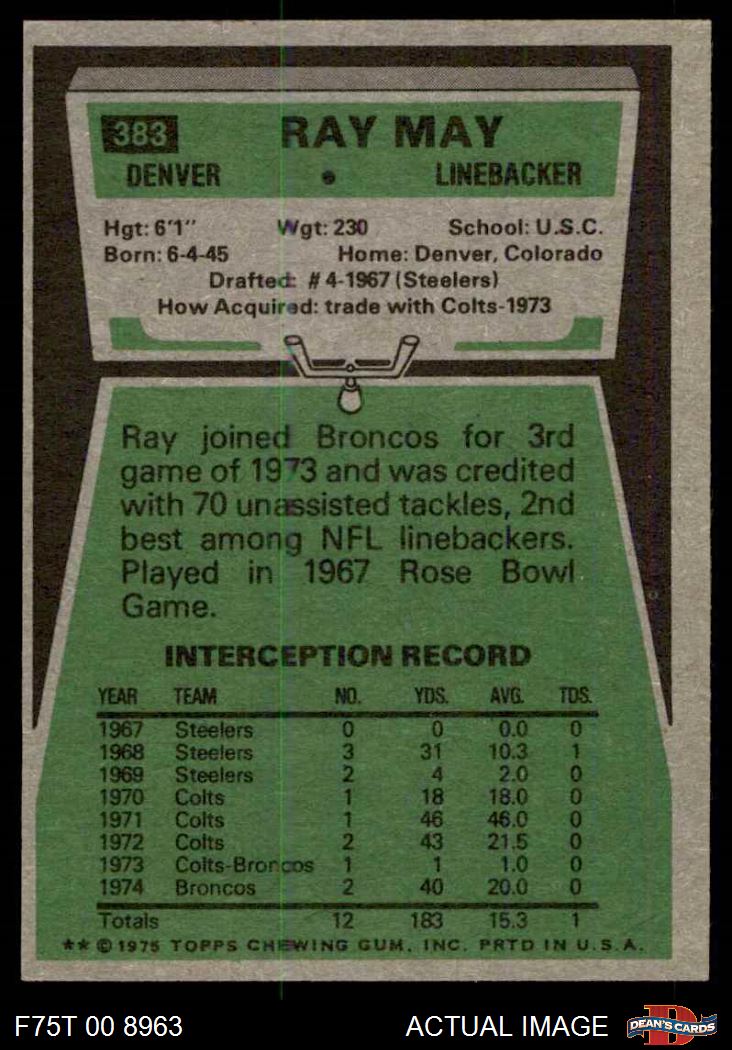 383 RAY MAY
DENVER • LINEBACKER
Hgt: 6'1" Wgt: 230 School: U.S.C.
Born: 6-4-45 Home: Denver, Colorado
Drafted: #4-1967 (Steelers)
How Acquired: trade with Colts-1973
Ray joined Broncos for 3rd
game of 1973 and was credited
with 70 unassisted tackles, 2nd
best among NFL linebackers.
Played in 1967 Rose Bowl
Game.
INTERCEPTION RECORD
YEAR TEAM NO. YDS. AVG. TDS.
1967 Steelers 0 0 0.0 0
1968 Steelers 3 31 10.3 1
1969 Steelers 2 4 2.0 0
1970 Colts 1 18 18.0 0
1971 Colts 1 46 46.0 0
1972 Colts 2 43 21.5 0
1973 Colts-Broncos 1 1 1.0 0
1974 Broncos 2 40 20.0 0
Totals 12 183 15.3 1
** © 1975 TOPPS CHEWING GUM, INC. PRTD IN U.S.A.
F75T 00 8963 ACTUAL IMAGE D DEAN'S CARDS